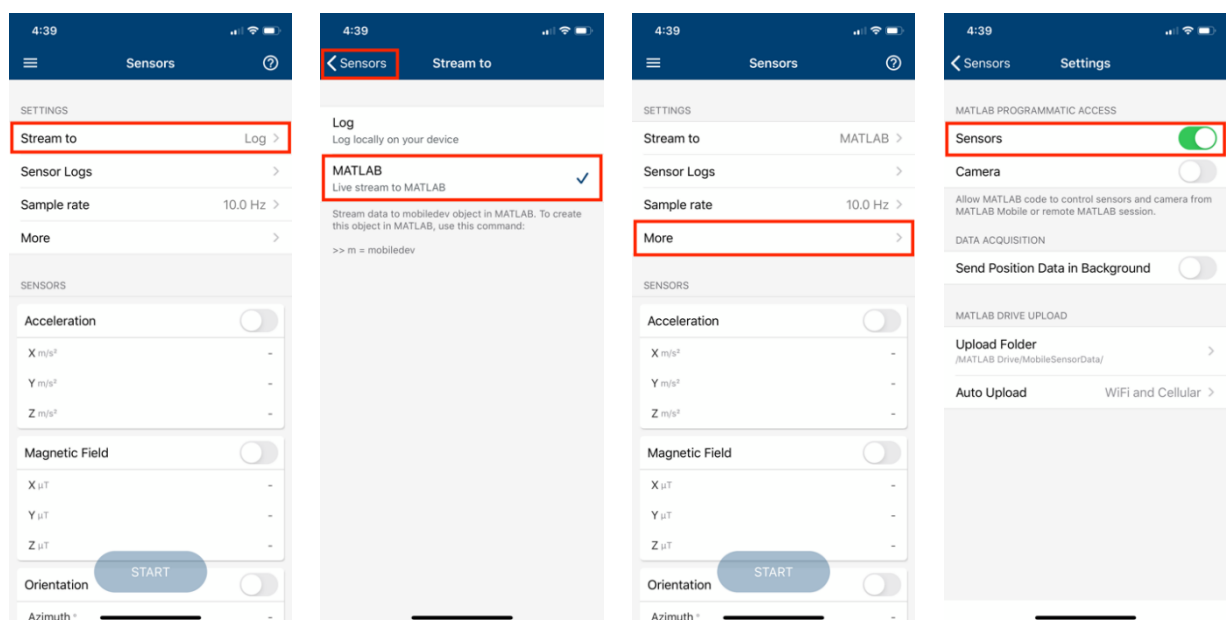 4:39
Sensors
SETTINGS
Stream to Log
Sensor Logs
Sample rate 10.0 Hz
More
SENSORS
Acceleration
X m/s² -
Y m/s² -
Z m/s² -
Magnetic Field
X μT -
Y μT -
Z μT -
START
Orientation
Azimuth ° -
4:39
Sensors Stream to
Log
Log locally on your device
MATLAB
Live stream to MATLAB
Stream data to mobiledev object in MATLAB. To create
this object in MATLAB, use this command:
>> m = mobiledev
4:39
Sensors
SETTINGS
Stream to MATLAB
Sensor Logs
Sample rate 10.0 Hz
More
SENSORS
Acceleration
X m/s² -
Y m/s² -
Z m/s² -
Magnetic Field
X μT -
Y μT -
Z μT -
START
Orientation
Azimuth ° -
4:39
Sensors Settings
MATLAB PROGRAMMATIC ACCESS
Sensors
Camera
Allow MATLAB code to control sensors and camera from
MATLAB Mobile or remote MATLAB session.
DATA ACQUISITION
Send Position Data in Background
MATLAB DRIVE UPLOAD
Upload Folder
/MATLAB Drive/MobileSensorData/
Auto Upload WiFi and Cellular